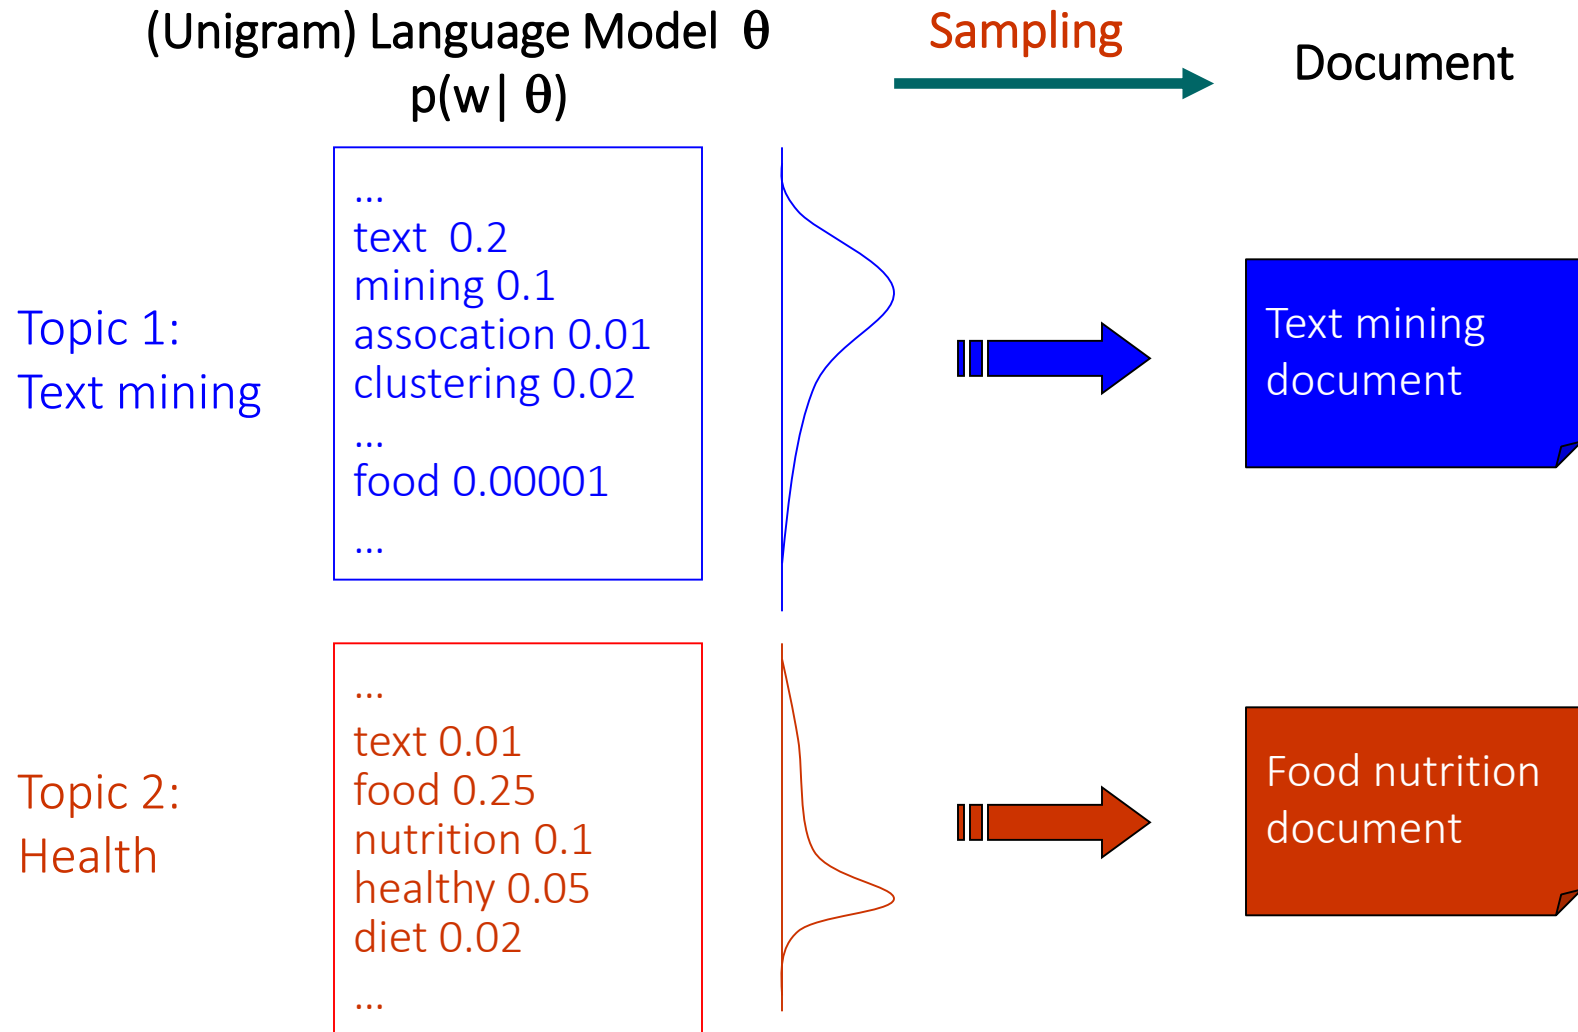 (Unigram) Language Model θ
p(w| θ)
Sampling
Document
Topic 1:
Text mining
...
text 0.2
mining 0.1
assocation 0.01
clustering 0.02
...
food 0.00001
...
Text mining
document
Topic 2:
Health
...
text 0.01
food 0.25
nutrition 0.1
healthy 0.05
diet 0.02
...
Food nutrition
document